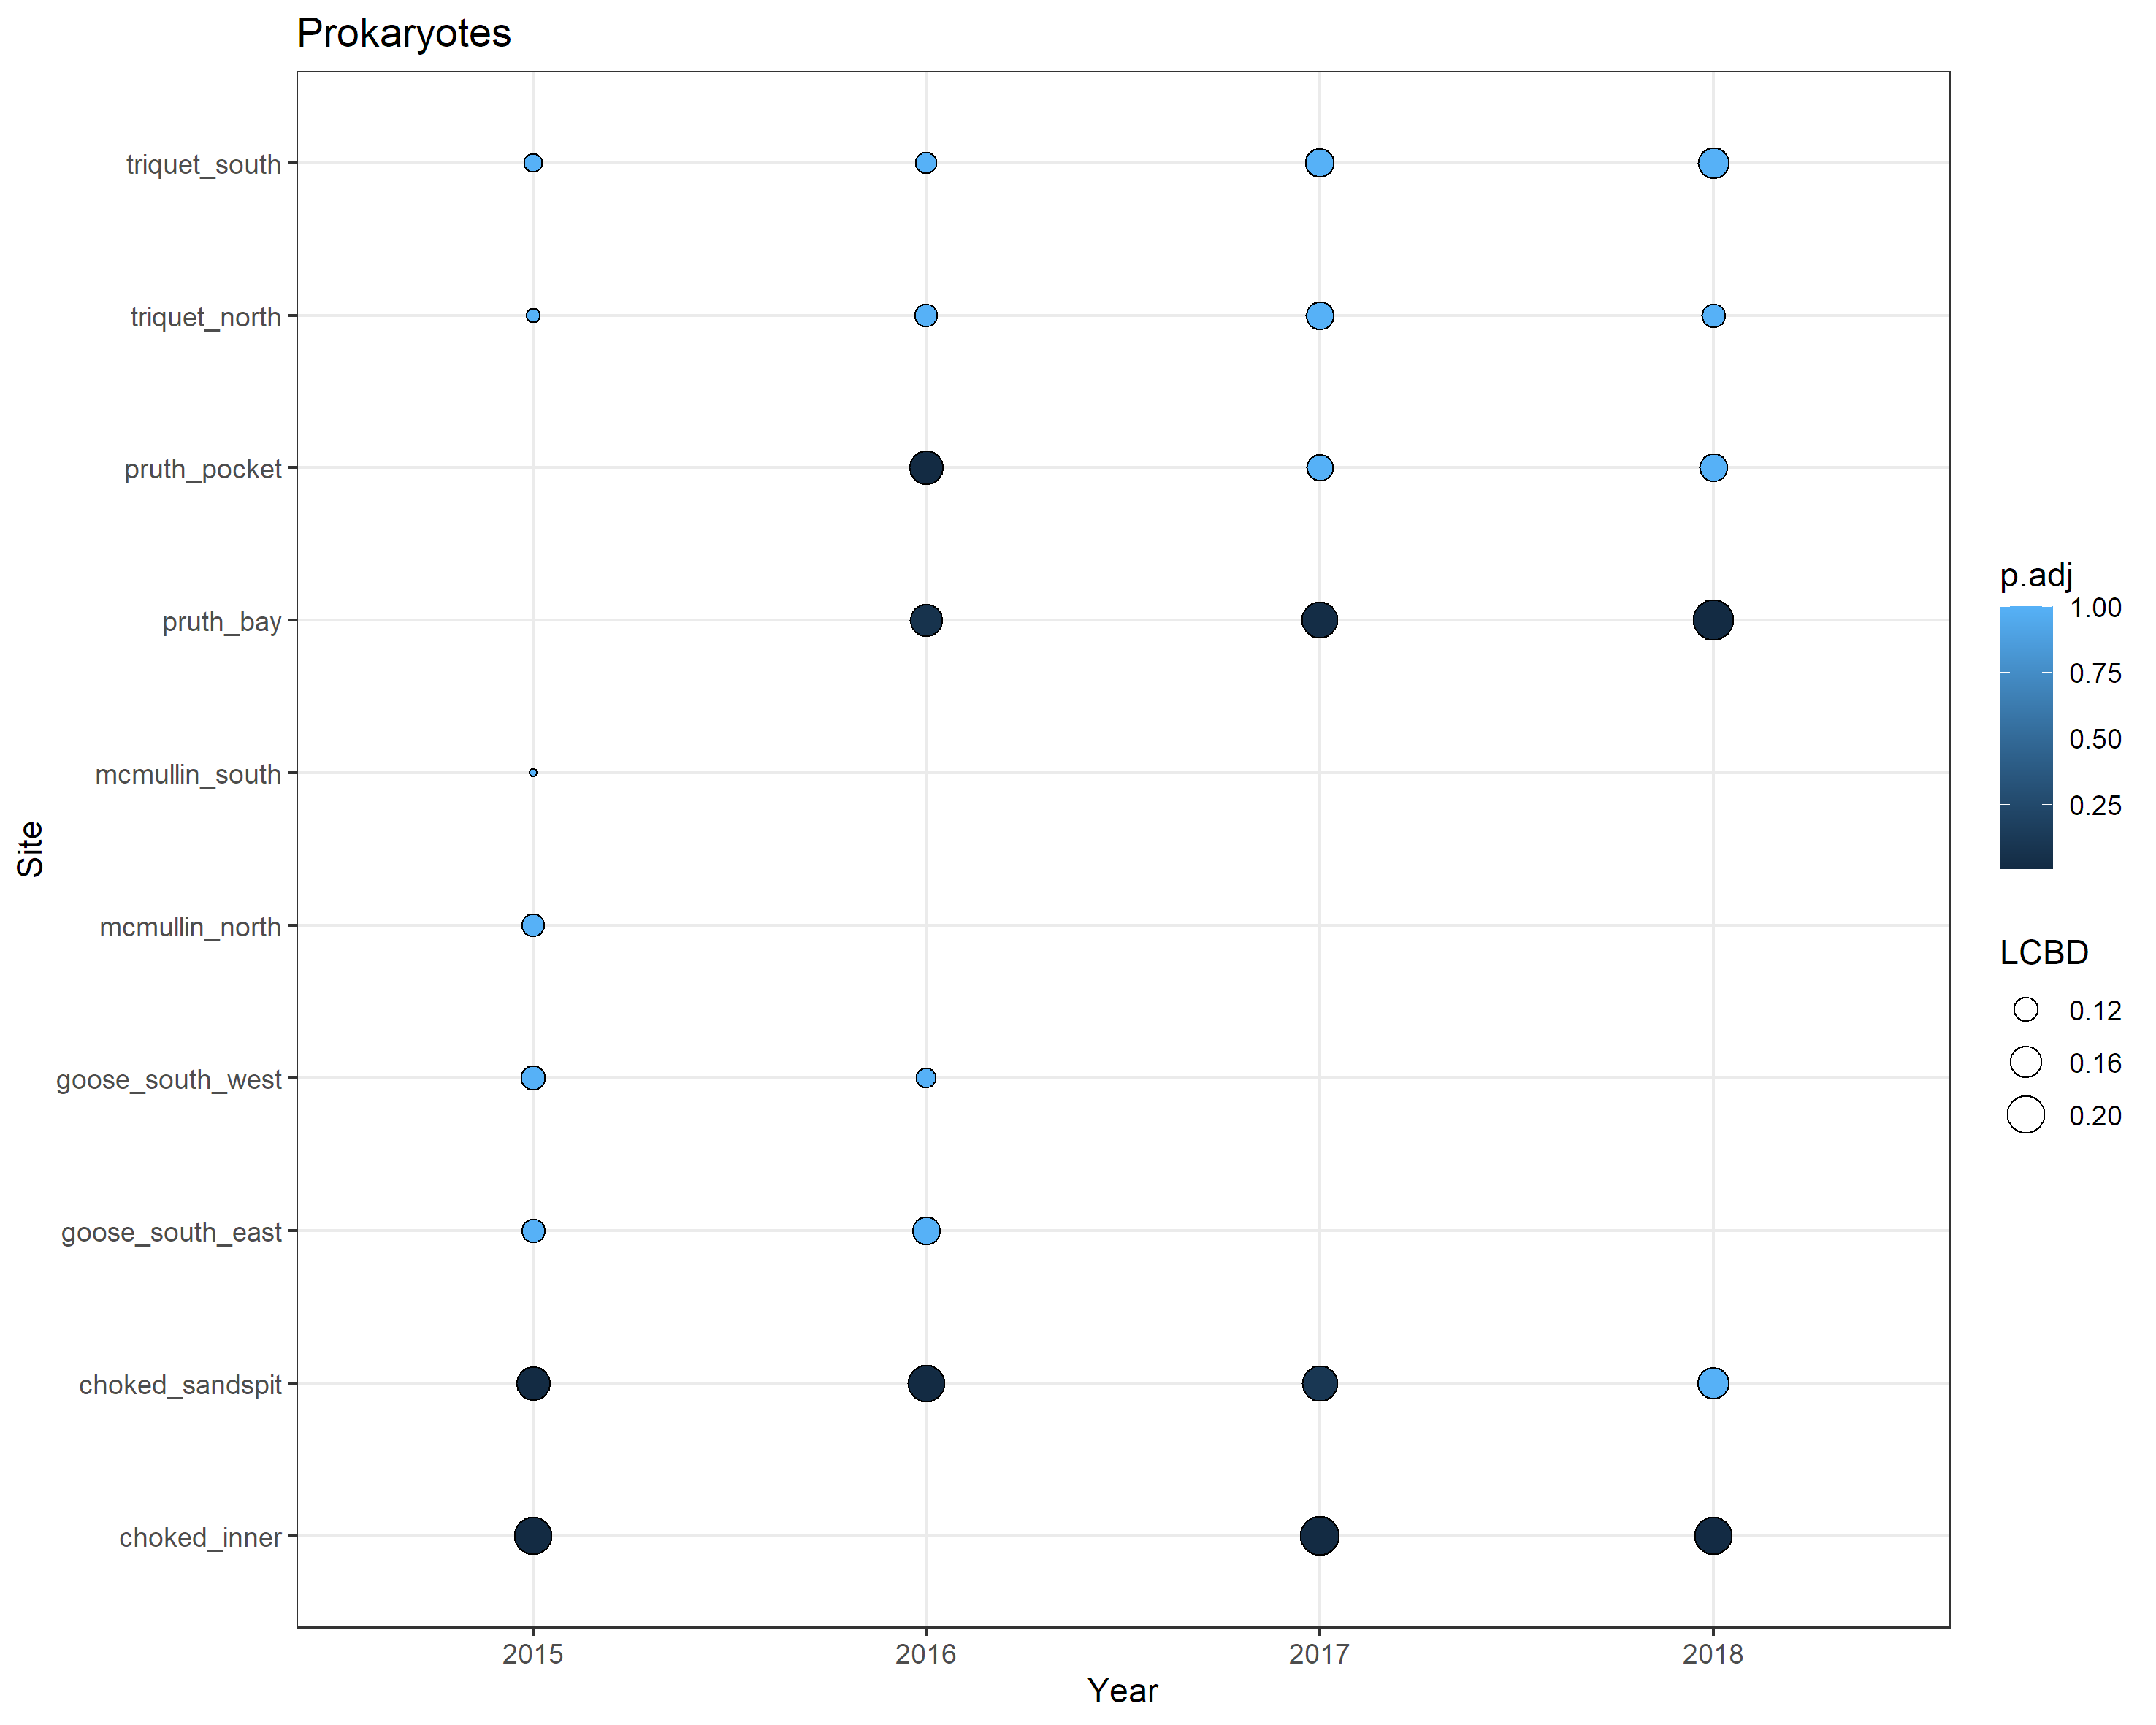 Prokaryotes
triquet_south
triquet_north
pruth_pocket
pruth_bay
mcmullin_south
mcmullin_north
goose_south_west
goose_south_east
choked_sandspit
choked_inner
Site
2015 2016 2017 2018
Year
p.adj
1.00
0.75
0.50
0.25
LCBD
0.12
0.16
0.20